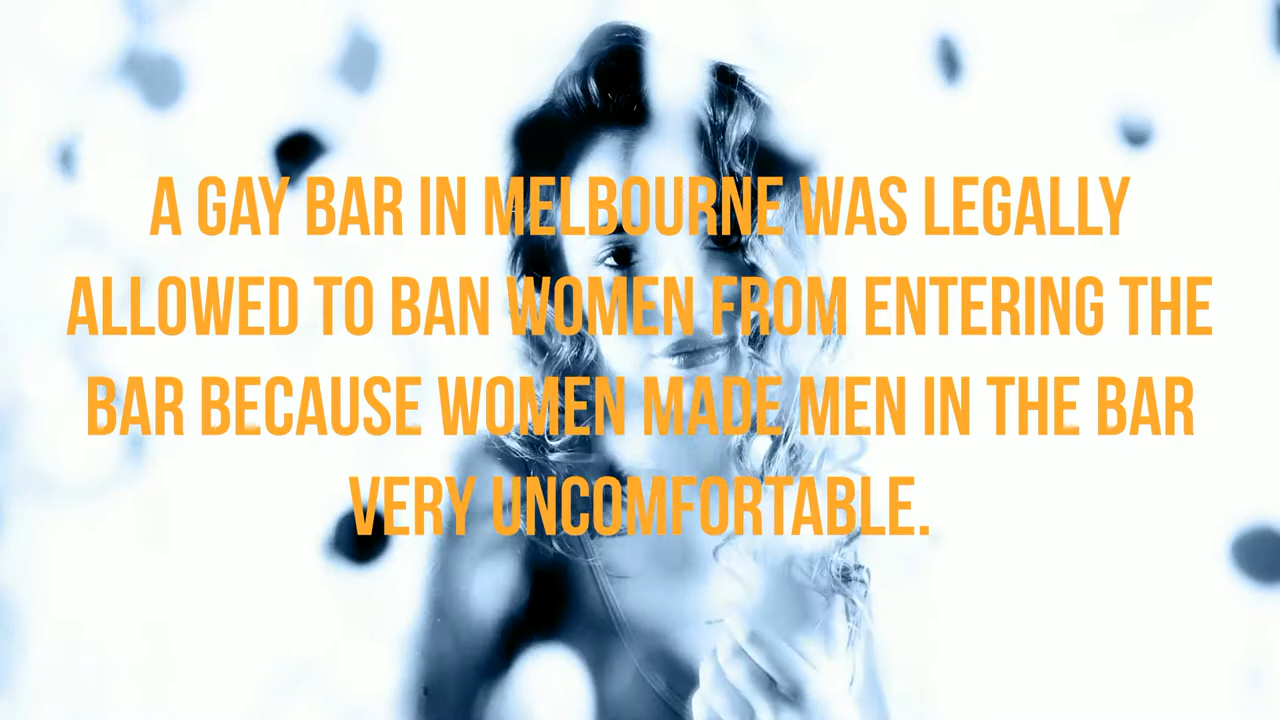 A GAY BAR IN MELBOURNE WAS LEGALLY
ALLOWED TO BAN WOMEN FROM ENTERING THE
BAR BECAUSE WOMEN MADE MEN IN THE BAR
VERY UNCOMFORTABLE.